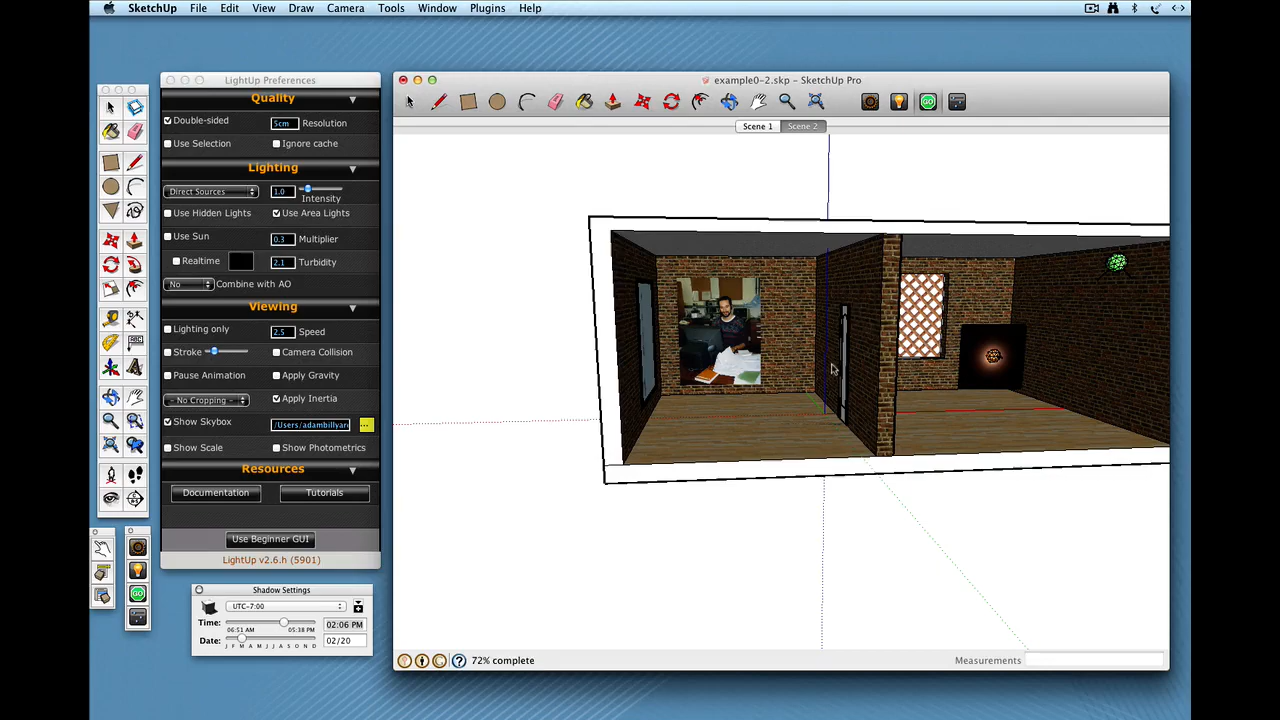 SketchUp File Edit View Draw Camera Tools Window Plugins Help
LightUp Preferences
Quality
Double-sided 5cm Resolution
Use Selection Ignore cache
Lighting
Direct Sources 1.0
Intensity
Use Hidden Lights Use Area Lights
Use Sun 0.3 Multiplier
Realtime 2.1 Turbidity
No Combine with AO
Viewing
Lighting only 2.5 Speed
Stroke Camera Collision
Pause Animation Apply Gravity
- No Cropping - Apply Inertia
Show Skybox /Users/adambillyar ...
Show Scale Show Photometrics
Resources
Documentation Tutorials
Use Beginner GUI
LightUp v2.6.h (5901)
Shadow Settings
UTC-7:00
Time: 02:06 PM
06:51 AM 05:38 PM
Date: 02/20
J F M A M J J A S O N D
example0-2.skp - SketchUp Pro
GO
Scene 1 Scene 2
ABC
GO
72% complete Measurements